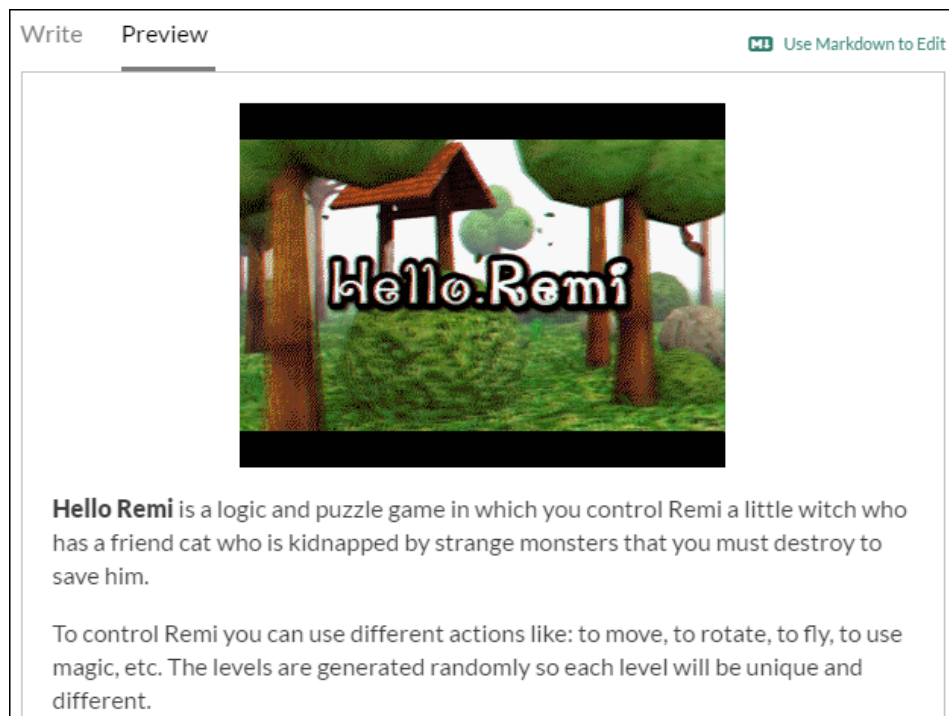 Write Preview Use Markdown to Edit
Hello.Remi
Hello Remi is a logic and puzzle game in which you control Remi a little witch who
has a friend cat who is kidnapped by strange monsters that you must destroy to
save him.
To control Remi you can use different actions like: to move, to rotate, to fly, to use
magic, etc. The levels are generated randomly so each level will be unique and
different.